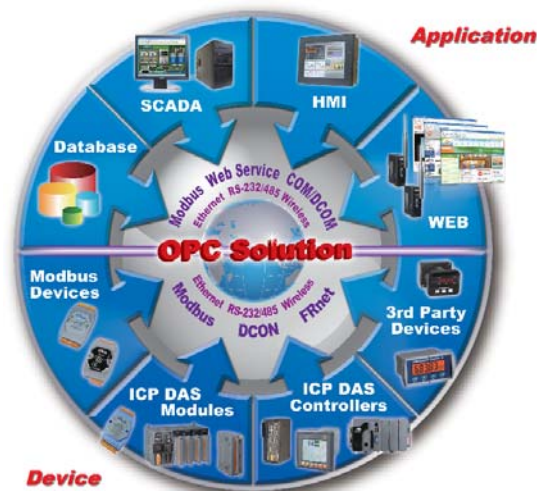 Application
SCADA
HMI
Database
WEB
Modbus Web Service COM/DCOM
Ethernet RS-232/485 Wireless
OPC Solution
Ethernet RS-232/485 Wireless
Modbus DCON FRnet
Modbus
Devices
3rd Party
Devices
ICP DAS
Modules
ICP DAS
Controllers
Device